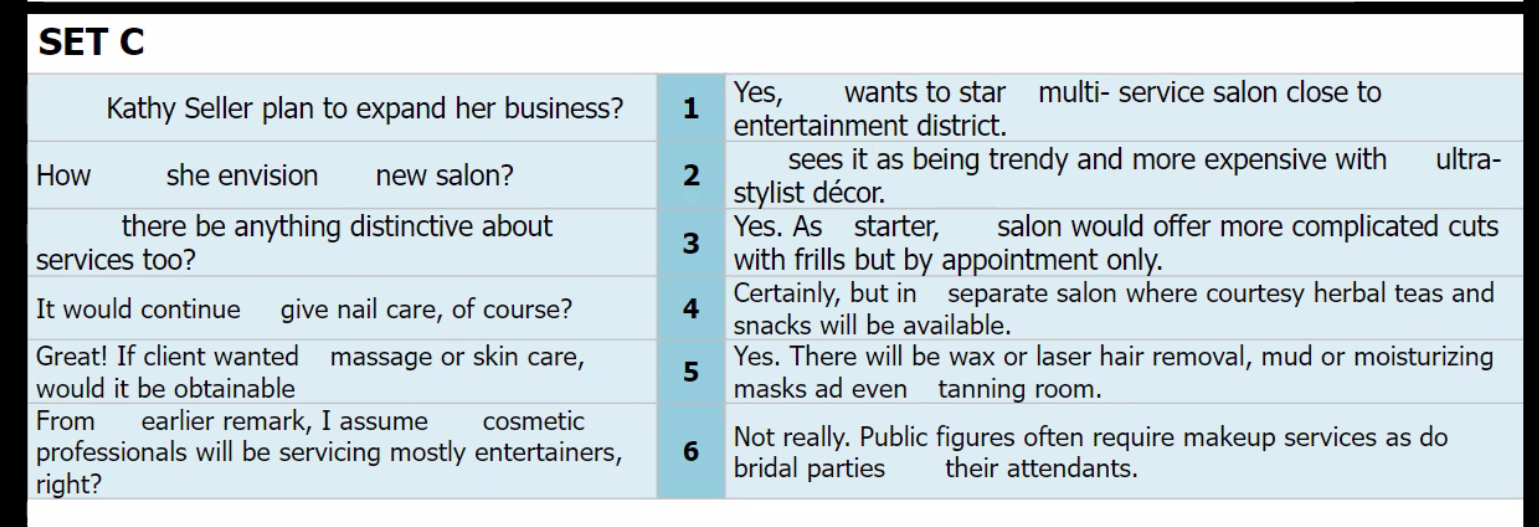 SET C
Kathy Seller plan to expand her business?
1
Yes, wants to star multi- service salon close to
entertainment district.
How she envision new salon?
2
sees it as being trendy and more expensive with ultra-
stylist décor.
there be anything distinctive about
services too?
3
Yes. As starter, salon would offer more complicated cuts
with frills but by appointment only.
It would continue give nail care, of course?
4
Certainly, but in separate salon where courtesy herbal teas and
snacks will be available.
Great! If client wanted massage or skin care,
would it be obtainable
5
Yes. There will be wax or laser hair removal, mud or moisturizing
masks ad even tanning room.
From earlier remark, I assume cosmetic
professionals will be servicing mostly entertainers,
right?
6
Not really. Public figures often require makeup services as do
bridal parties their attendants.